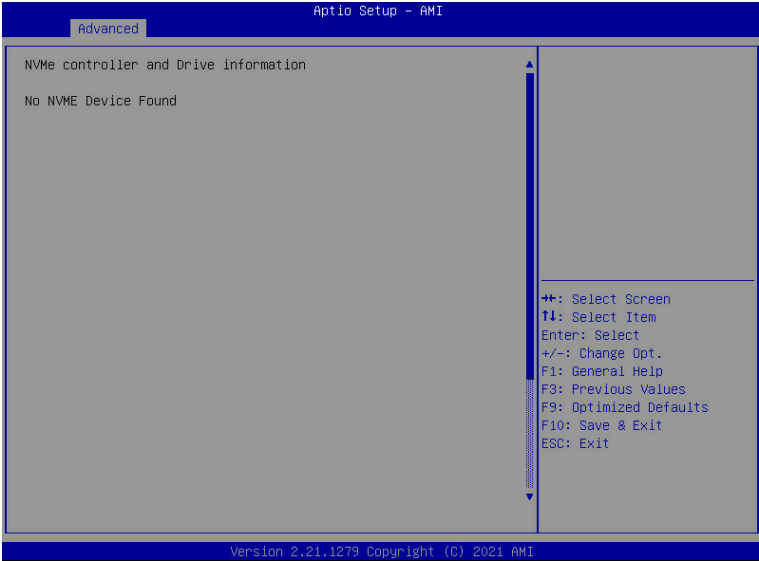 Aptio Setup – AMI
Advanced
NVMe controller and Drive information
No NVME Device Found
→←: Select Screen
↑↓: Select Item
Enter: Select
+/-: Change Opt.
F1: General Help
F3: Previous Values
F9: Optimized Defaults
F10: Save & Exit
ESC: Exit
Version 2.21.1279 Copyright (C) 2021 AMI